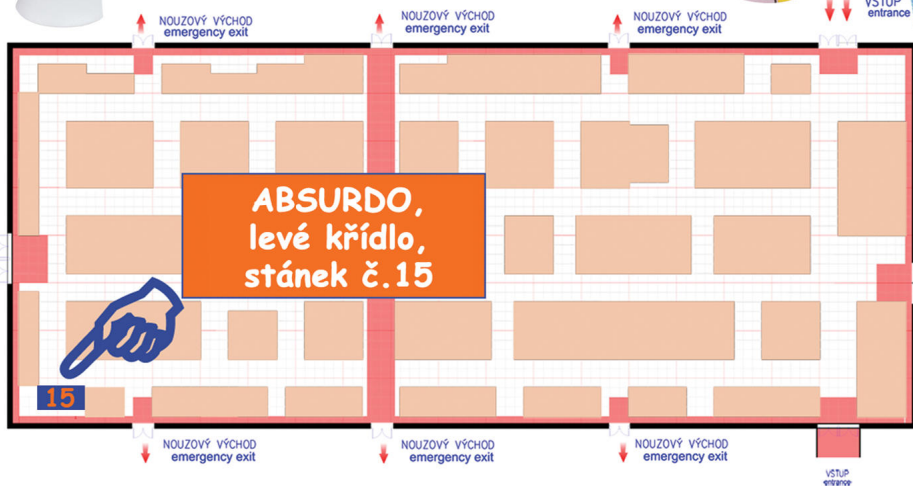 NOUZOVÝ VÝCHOD
emergency exit
NOUZOVÝ VÝCHOD
emergency exit
NOUZOVÝ VÝCHOD
emergency exit
VSTUP
entrance
ABSURDO,
levé křídlo,
stánek č.15
15
NOUZOVÝ VÝCHOD
emergency exit
NOUZOVÝ VÝCHOD
emergency exit
NOUZOVÝ VÝCHOD
emergency exit
VSTUP
entrance